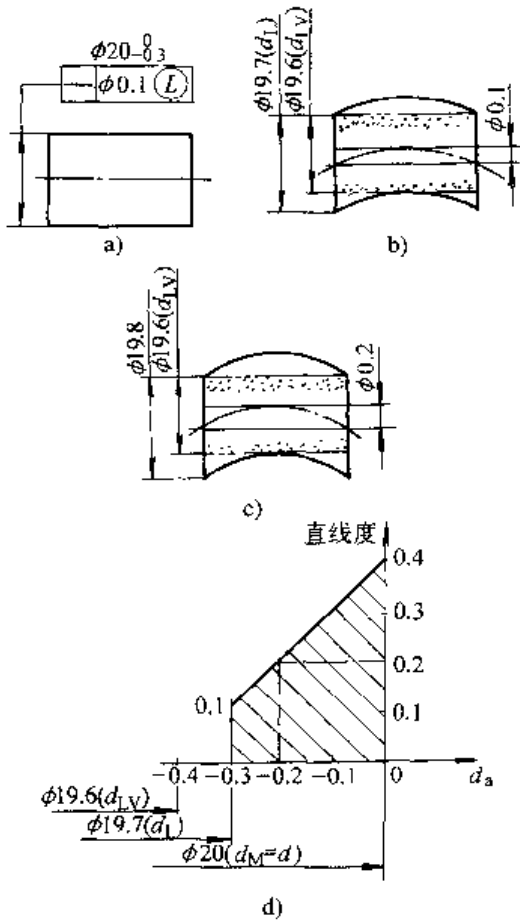 φ20-0 0.3
φ0.1 Ⓛ
a)
φ19.7(dL)
φ19.6(dLV)
φ0.1
b)
φ19.8
φ19.6(dLV)
φ0.2
c)
直线度
0.4
0.3
0.2
0.1
0.1
-0.4 -0.3 -0.2 -0.1 0 da
φ19.6(dLV)
φ19.7(dL)
φ20(dM=d)
d)